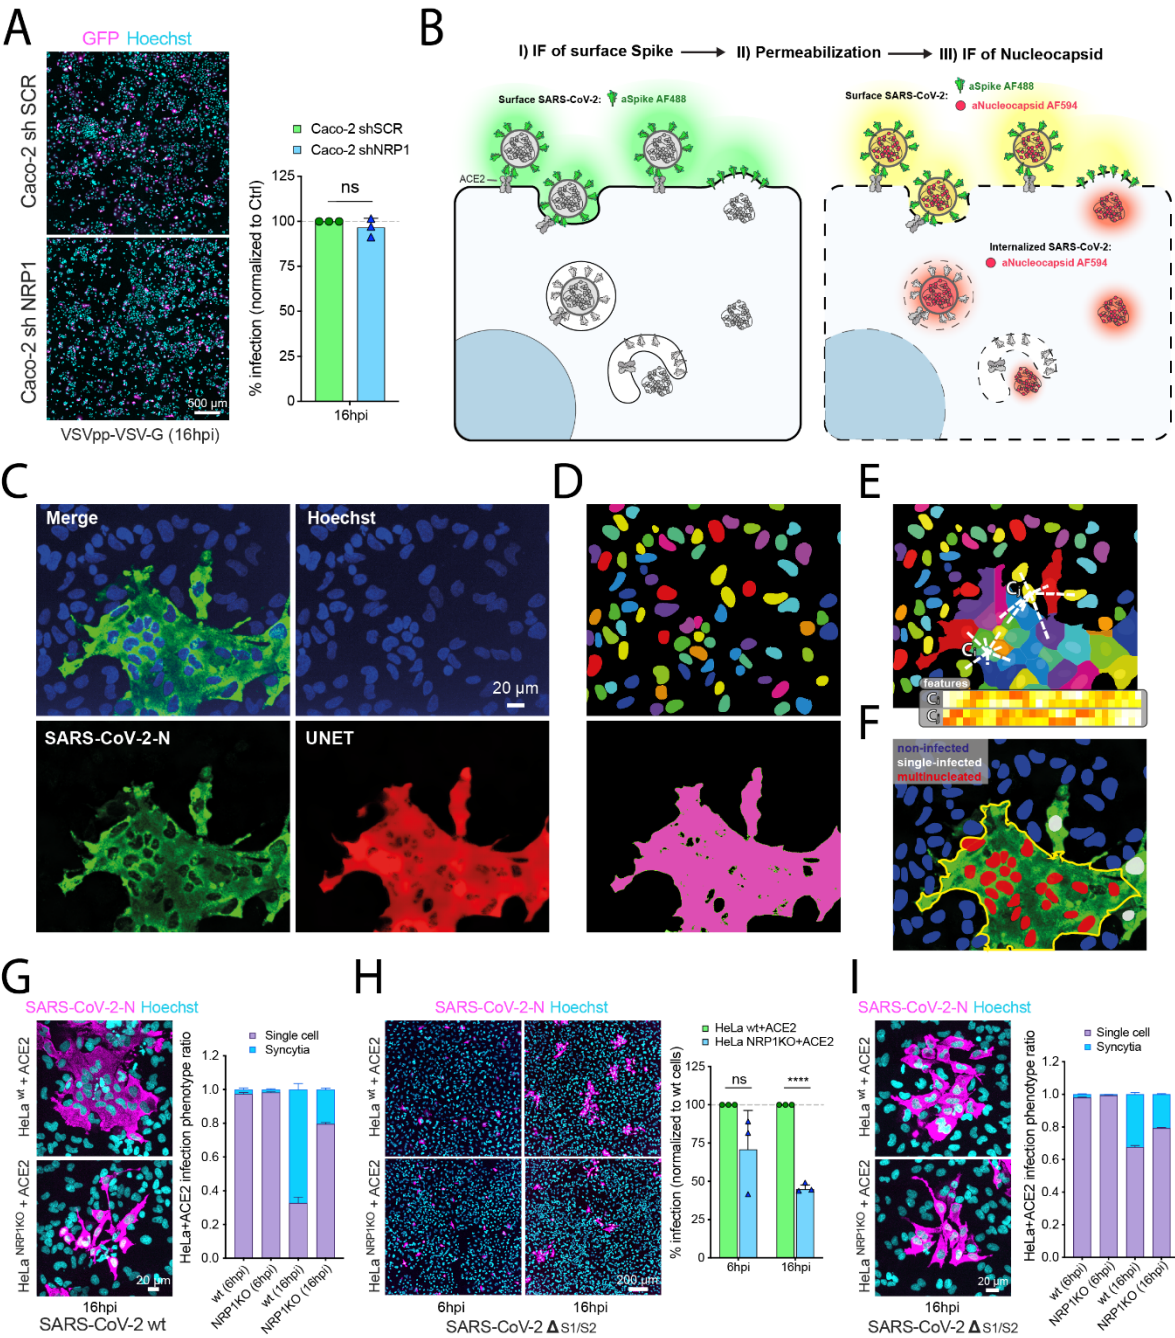 A
GFP Hoechst
Caco-2 sh SCR
Caco-2 sh NRP1
500 µm
VSVpp-VSV-G (16hpi)
Caco-2 shSCR
Caco-2 shNRP1
% infection (normalized to Ctrl)
125
100
75
50
25
0
ns
16hpi
B
I) IF of surface Spike
II) Permeabilization
III) IF of Nucleocapsid
Surface SARS-CoV-2:
aSpike AF488
ACE2
Surface SARS-CoV-2:
aSpike AF488
aNucleocapsid AF594
Internalized SARS-CoV-2:
aNucleocapsid AF594
C
Merge
Hoechst
20 µm
SARS-CoV-2-N
UNET
D
E
Ci
Cj
features
Ci
Cj
F
non-infected
single-infected
multinucleated
G
SARS-CoV-2-N Hoechst
HeLa wt + ACE2
HeLa NRP1KO + ACE2
20 µm
16hpi
SARS-CoV-2 wt
Single cell
Syncytia
HeLa+ACE2 infection phenotype ratio
1.2
1.0
0.8
0.6
0.4
0.2
0.0
wt (6hpi)
NRP1KO (6hpi)
wt (16hpi)
NRP1KO (16hpi)
H
SARS-CoV-2-N Hoechst
HeLa wt + ACE2
HeLa NRP1KO + ACE2
200 µm
6hpi
16hpi
SARS-CoV-2 Δ S1/S2
HeLa wt+ACE2
HeLa NRP1KO+ACE2
% infection (normalized to wt cells)
125
100
75
50
25
0
ns
****
6hpi
16hpi
I
SARS-CoV-2-N Hoechst
HeLa wt + ACE2
HeLa NRP1KO + ACE2
20 µm
16hpi
SARS-CoV-2 Δ S1/S2
Single cell
Syncytia
HeLa+ACE2 infection phenotype ratio
1.2
1.0
0.8
0.6
0.4
0.2
0.0
wt (6hpi)
NRP1KO (6hpi)
wt (16hpi)
NRP1KO (16hpi)